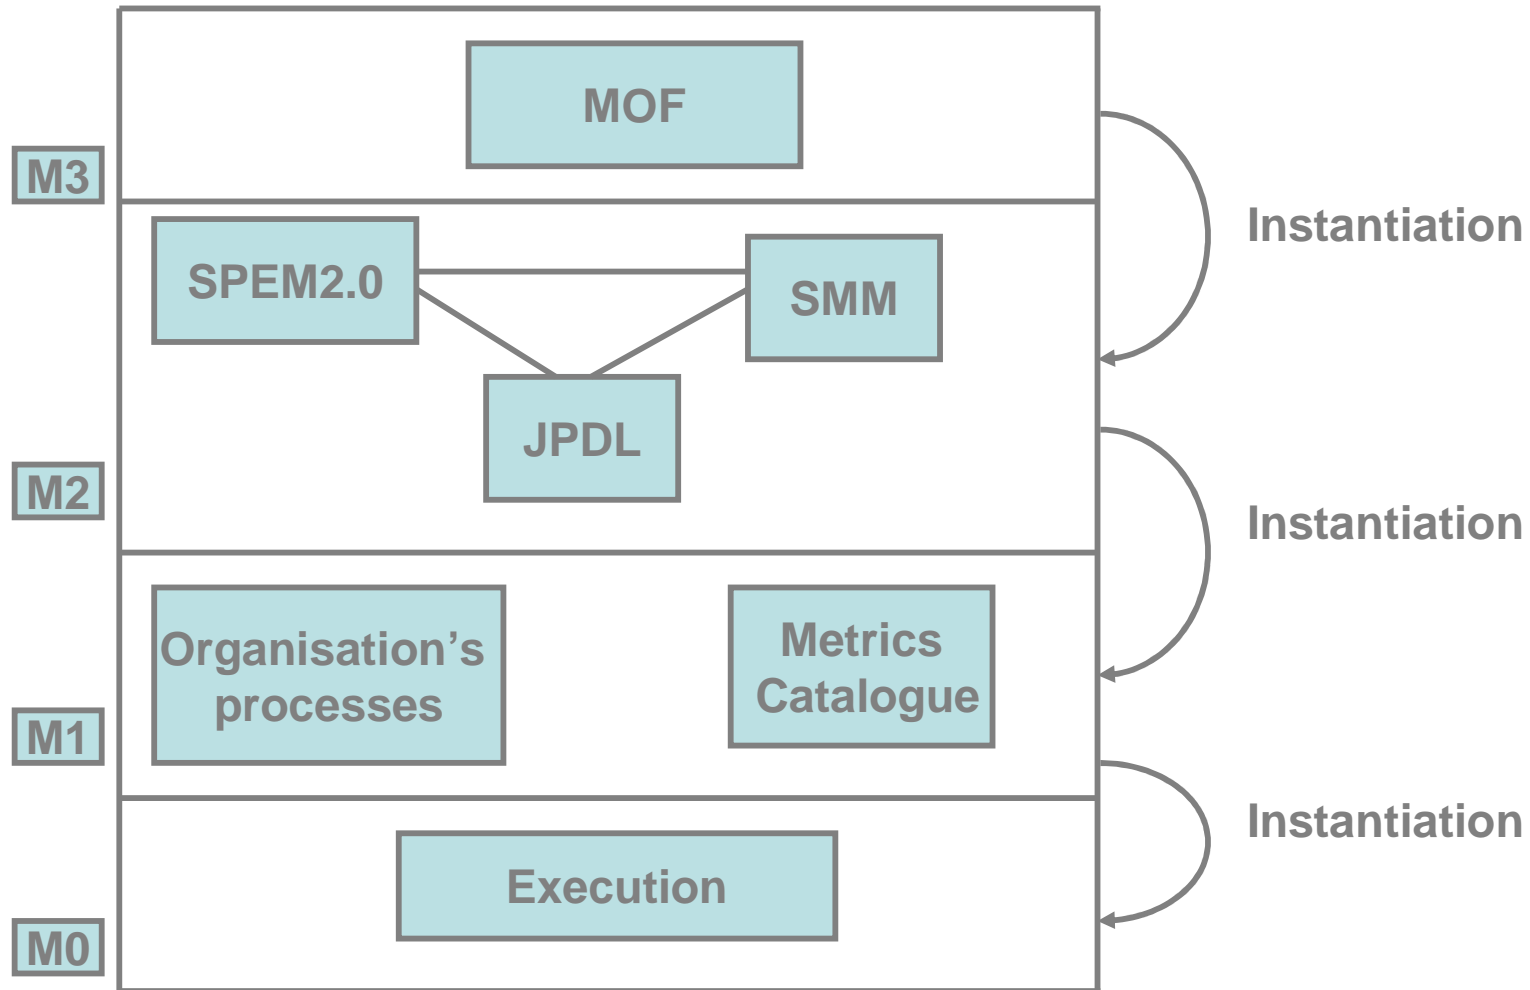 MOF
M3
Instantiation
SPEM2.0
SMM
JPDL
M2
Instantiation
Organisation’s
processes
Metrics
Catalogue
M1
Instantiation
Execution
M0